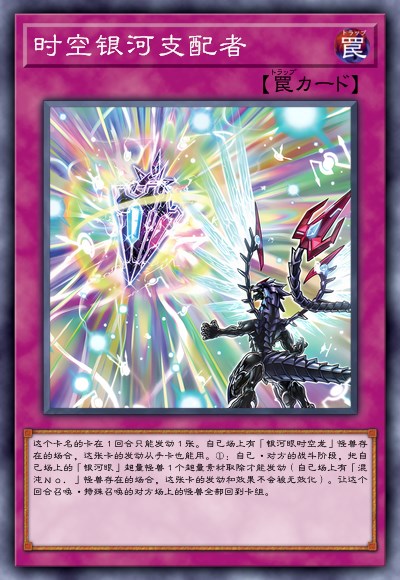 时空银河支配者
トラップ
罠
トラップ
【罠カード】
这个卡名的卡在1回合只能发动1张。自己场上有「银河眼时空龙」怪兽存
在的场合，这张卡的发动从手卡也能用。①：自己·对方的战斗阶段，把自
己场上的「银河眼」超量怪兽1个超量素材取除才能发动（自己场上有「混
沌No.」怪兽存在的场合，这张卡的发动和效果不会被无效化）。让这个
回合召唤·特殊召唤的对方场上的怪兽全部回到卡组。